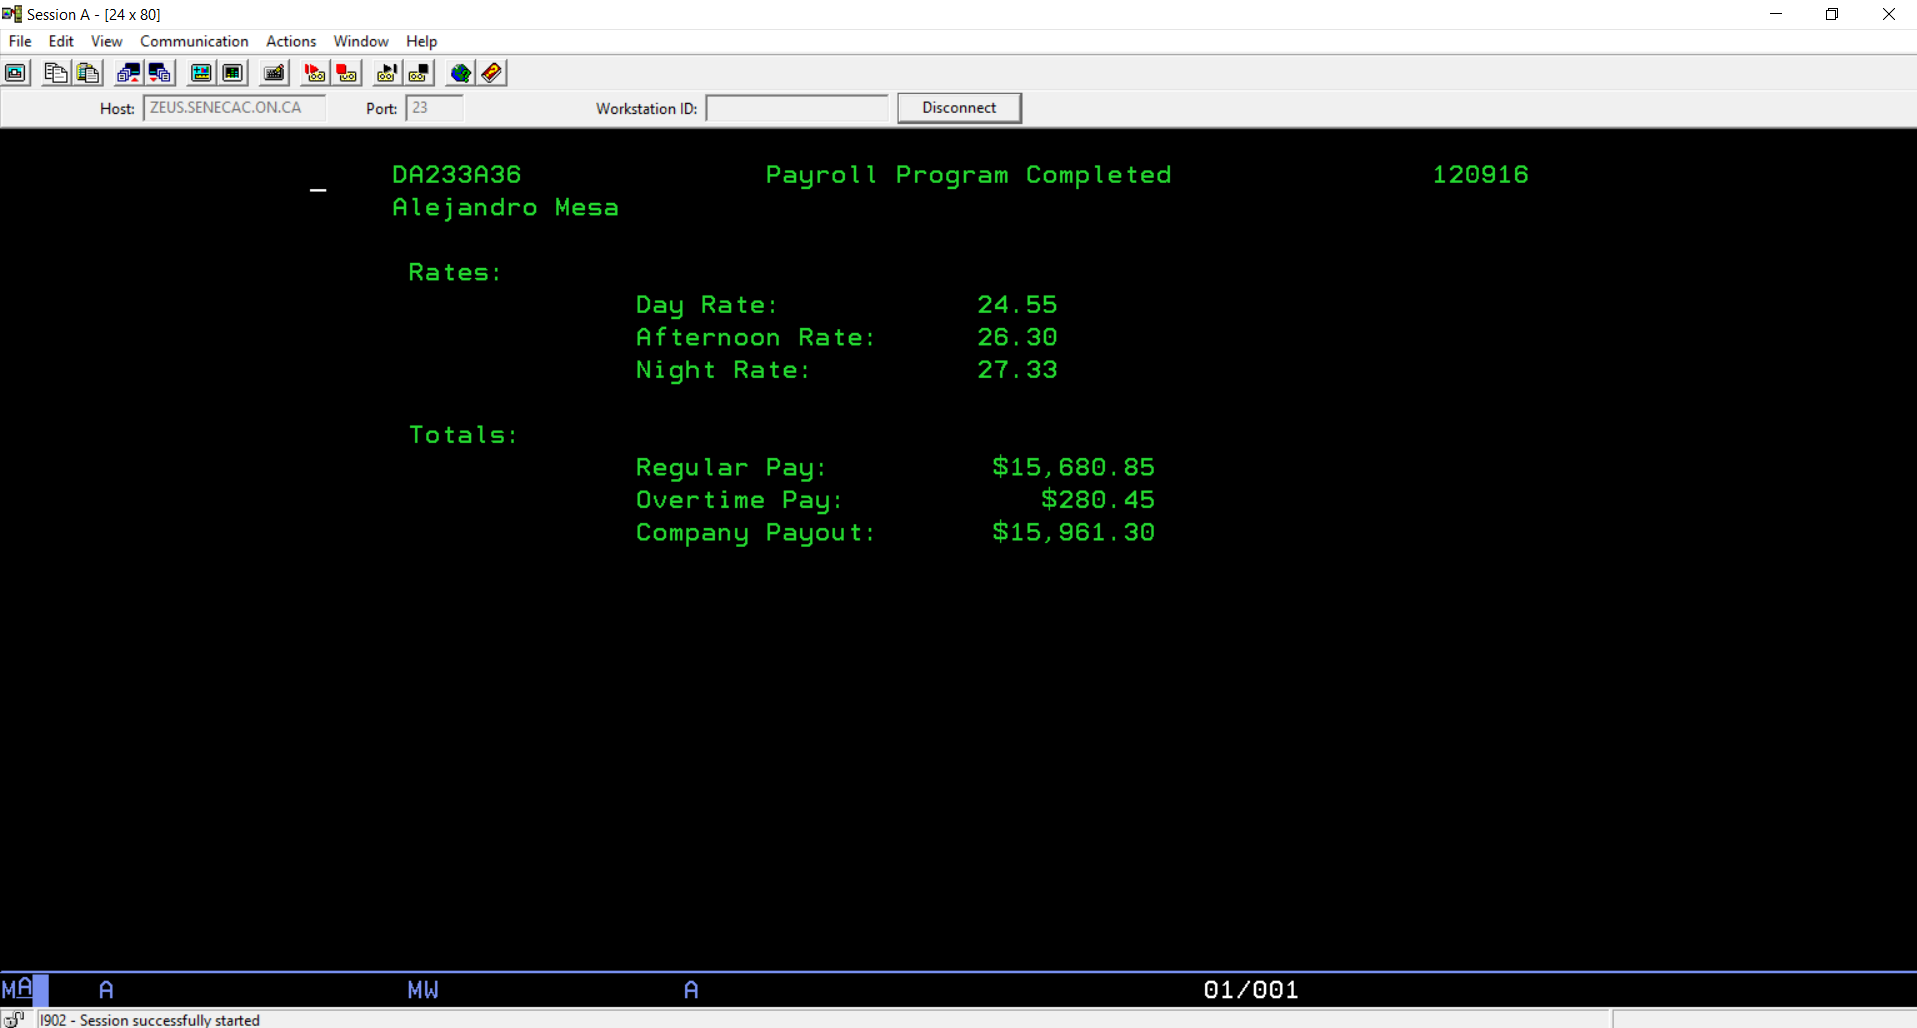 Session A - [24 x 80]
File Edit View Communication Actions Window Help
Host: ZEUS.SENECAC.ON.CA Port: 23 Workstation ID: Disconnect
DA233A36 Payroll Program Completed 120916
Alejandro Mesa
Rates:
Day Rate: 24.55
Afternoon Rate: 26.30
Night Rate: 27.33
Totals:
Regular Pay: $15,680.85
Overtime Pay: $280.45
Company Payout: $15,961.30
MA A MW A 01/001
I902 - Session successfully started